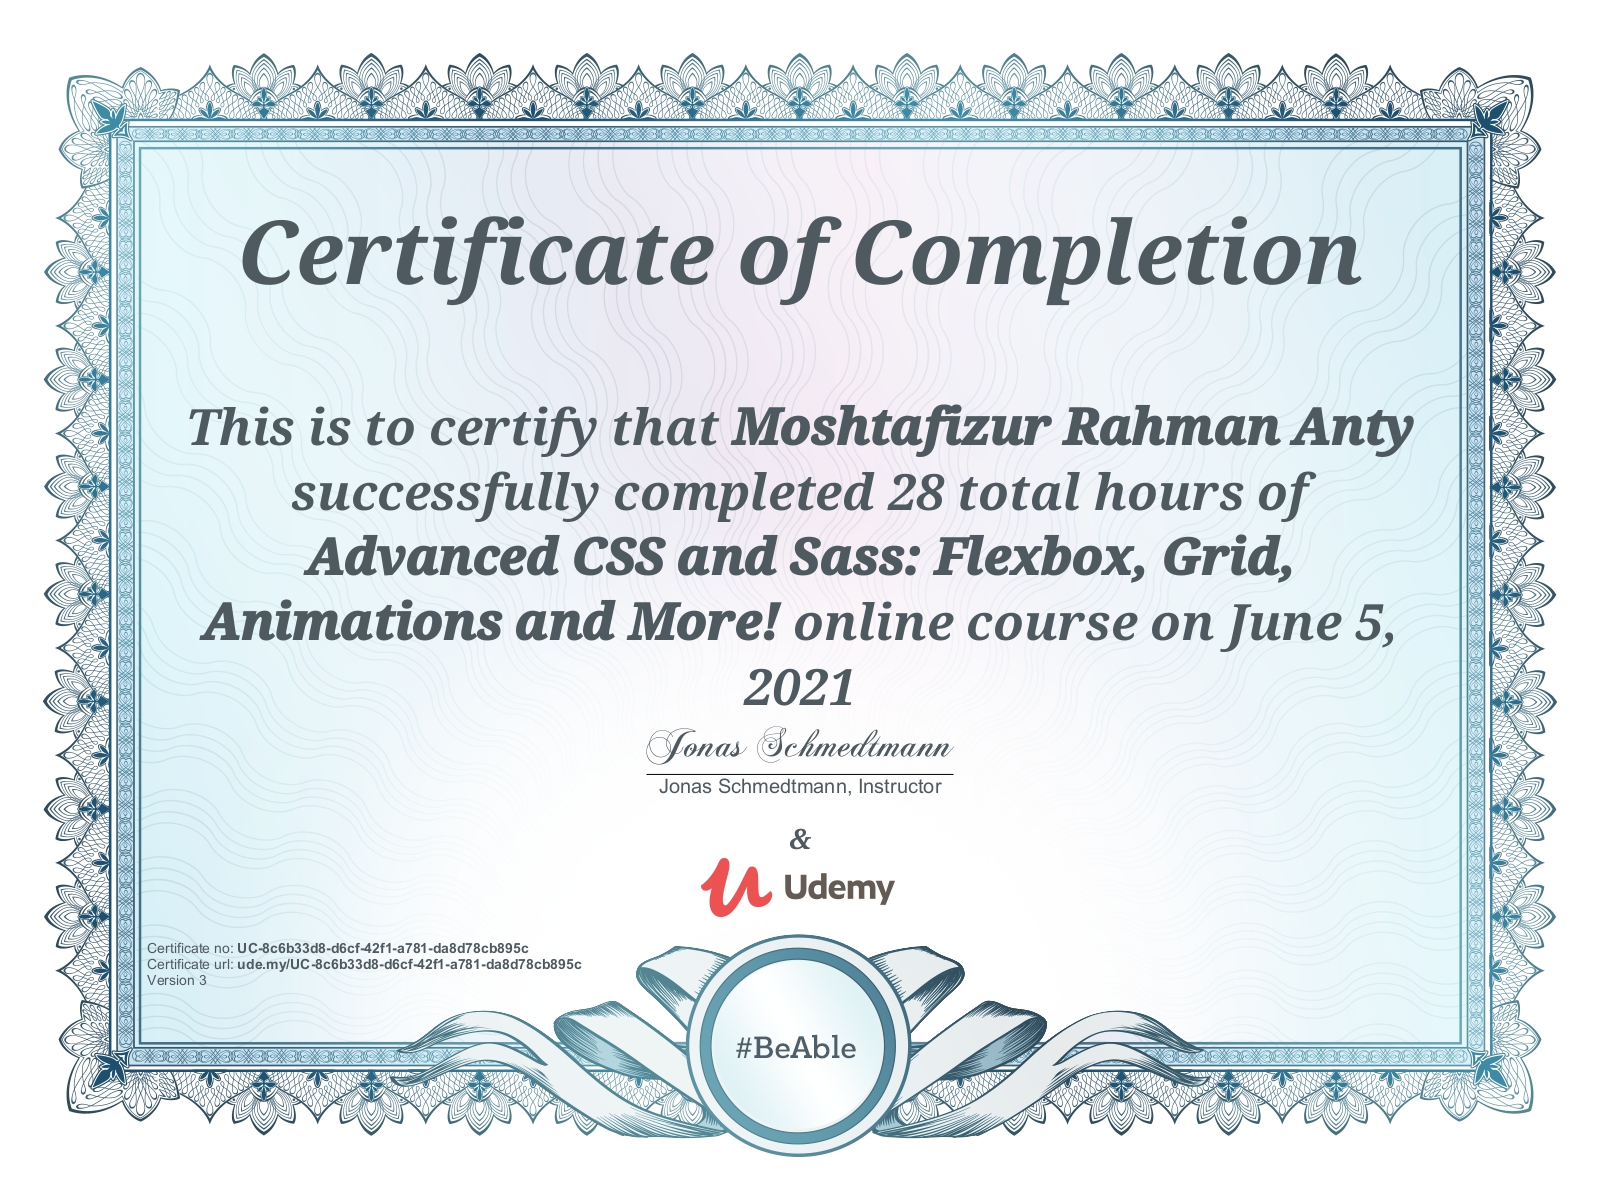 Certificate of Completion
This is to certify that Moshtafizur Rahman Anty
successfully completed 28 total hours of
Advanced CSS and Sass: Flexbox, Grid,
Animations and More! online course on June 5,
2021
Jonas Schmedtmann
Jonas Schmedtmann, Instructor
&
Udemy
Certificate no: UC-8c6b33d8-d6cf-42f1-a781-da8d78cb895c
Certificate url: ude.my/UC-8c6b33d8-d6cf-42f1-a781-da8d78cb895c
Version 3
#BeAble